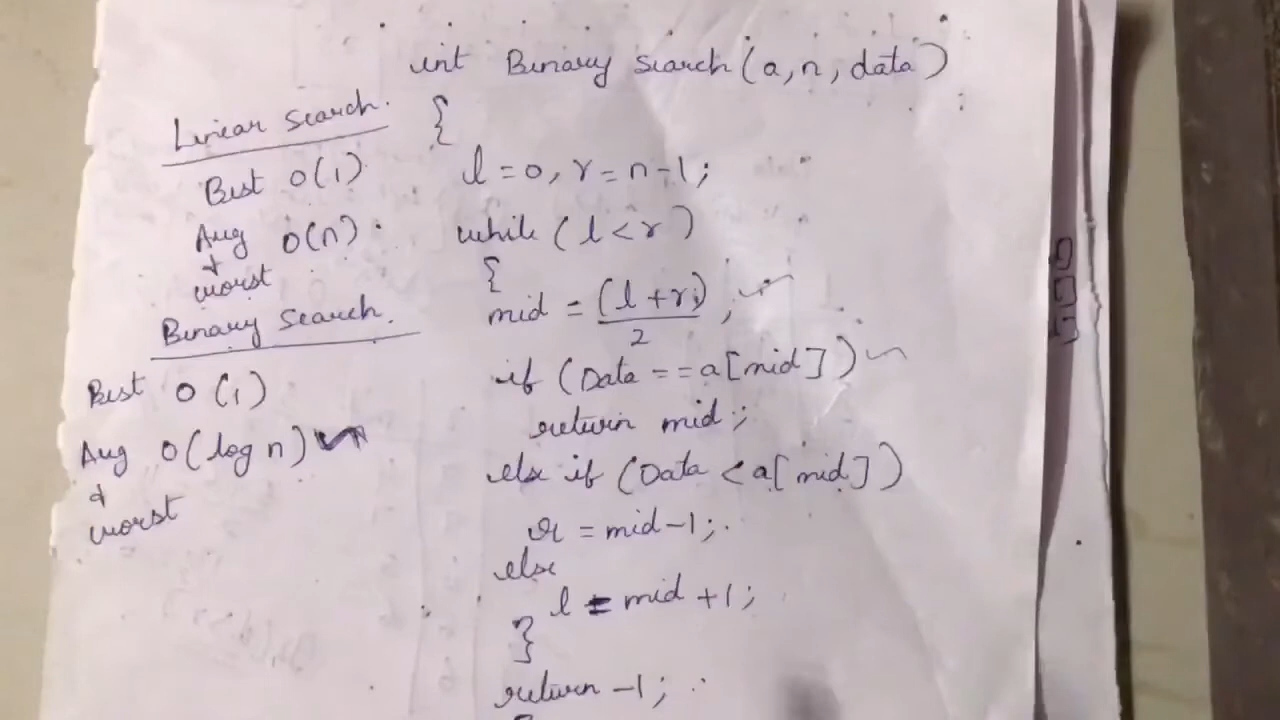 int Binary Search(a,n,data)
{
l=0,r=n-1;
while (l<r)
{
mid = (l+r)/2;
if (Data == a[mid])
return mid;
else if (Data < a[mid])
r = mid-1;
else
l = mid +1;
}
return -1;
Linear Search.
Best O(1)
Avg O(n).
&
worst
Binary Search.
Best O(1)
Avg O(log n)
&
worst